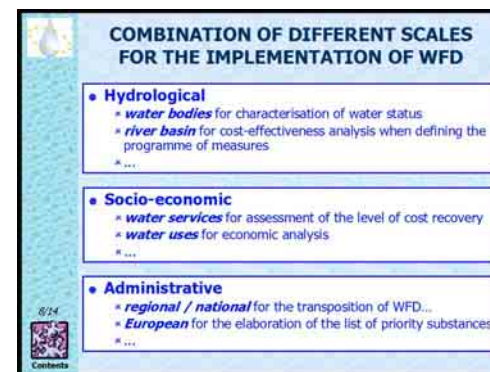 COMBINATION OF DIFFERENT SCALES
FOR THE IMPLEMENTATION OF WFD
• Hydrological
* water bodies for characterisation of water status
* river basin for cost-effectiveness analysis when defining the
programme of measures
* ...
• Socio-economic
* water services for assessment of the level of cost recovery
* water uses for economic analysis
* ...
• Administrative
* regional / national for the transposition of WFD...
* European for the elaboration of the list of priority substances
* ...
8/14
Contents